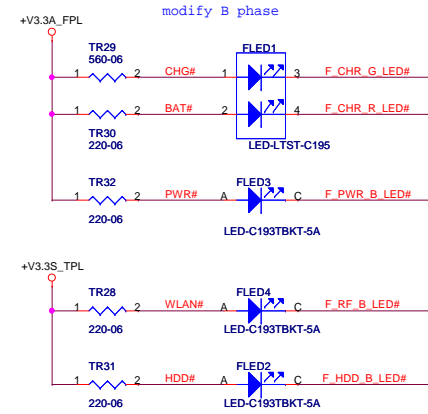 modify B phase
+V3.3A_FPL
TR29
560-06
FLED1
1 2 CHG# 1 3 F_CHR_G_LED#
1 2 BAT# 2 4 F_CHR_R_LED#
TR30
220-06
LED-LTST-C195
TR32
FLED3
1 2 PWR# A C F_PWR_B_LED#
220-06
LED-C193TBKT-5A
+V3.3S_TPL
TR28
FLED4
1 2 WLAN# A C F_RF_B_LED#
220-06
LED-C193TBKT-5A
TR31
FLED2
1 2 HDD# A C F_HDD_B_LED#
220-06
LED-C193TBKT-5A